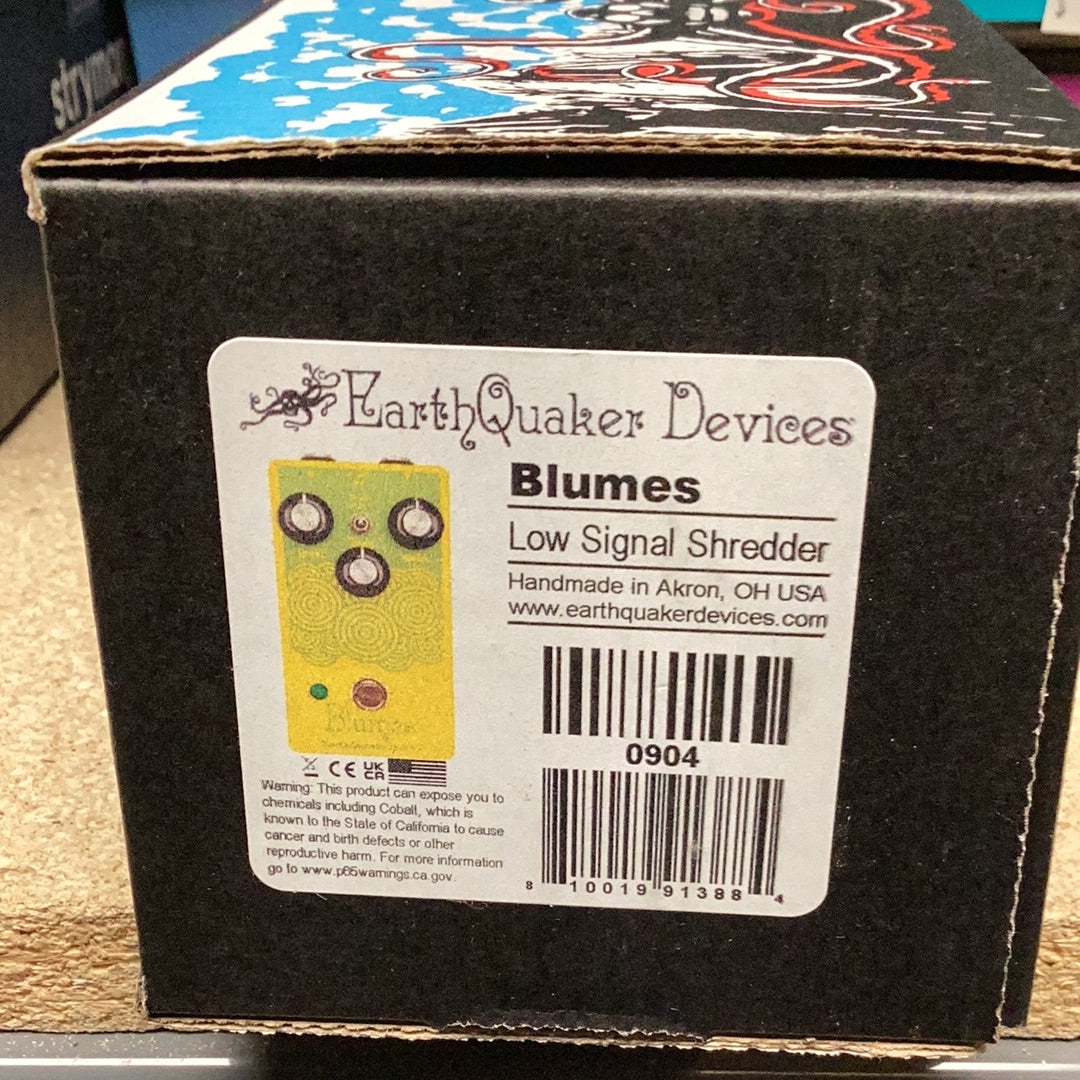 strymon
EarthQuaker Devices
Blumes
Low Signal Shredder
Handmade in Akron, OH USA
www.earthquakerdevices.com
Blumes
0904
CE UK CA
Warning: This product can expose you to
chemicals including Cobalt, which is
known to the State of California to cause
cancer and birth defects or other
reproductive harm. For more information
go to www.p65warnings.ca.gov.
8 10019 91388 4